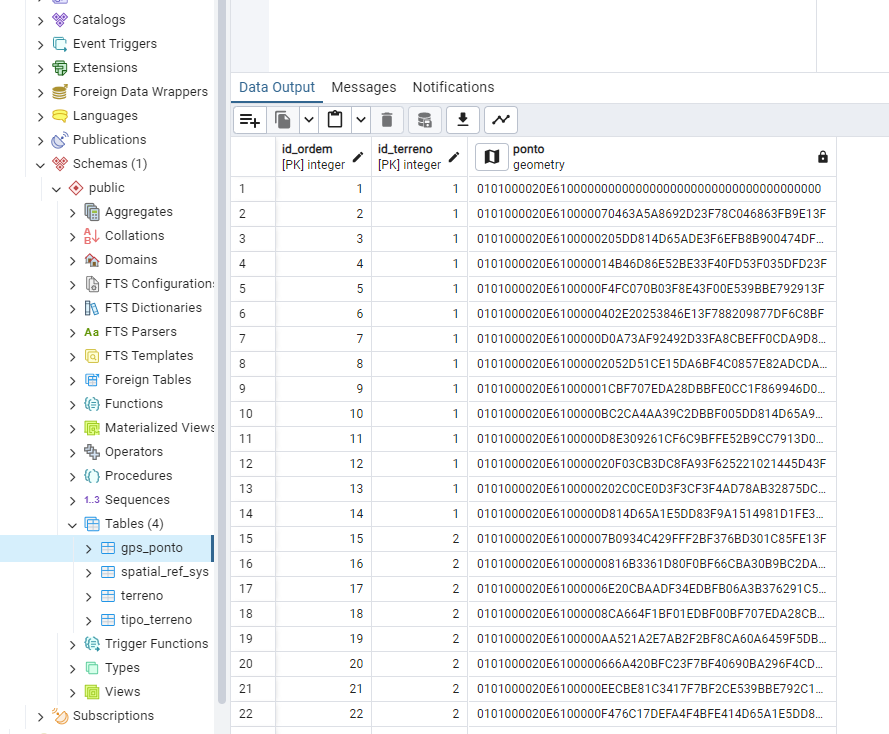 Catalogs
Event Triggers
Extensions
Foreign Data Wrappers
Languages
Publications
Schemas (1)
public
Aggregates
Collations
Domains
FTS Configurations
FTS Dictionaries
Aa FTS Parsers
FTS Templates
Foreign Tables
Functions
Materialized Views
Operators
Procedures
1..3 Sequences
Tables (4)
gps_ponto
spatial_ref_sys
terreno
tipo_terreno
Trigger Functions
Types
Views
Subscriptions
Data Output Messages Notifications
id_ordem id_terreno ponto
[PK] integer [PK] integer geometry
1 1 1 0101000020E610000000000000000000000000000000000000
2 2 1 0101000020E610000070463A5A8692D23F78C046863FB9E13F
3 3 1 0101000020E6100000205DD814D65ADE3F6EFB8B900474DF...
4 4 1 0101000020E610000014B46D86E52BE33F40FD53F035DFD23F
5 5 1 0101000020E6100000F4FC070B03F8E43F00E539BBE792913F
6 6 1 0101000020E6100000402E20253846E13F788209877DF6C8BF
7 7 1 0101000020E6100000D0A73AF92492D33FA8CBEFF0CDA9D8...
8 8 1 0101000020E61000002052D51CE15DA6BF4C0857E82ADCDA...
9 9 1 0101000020E61000001CBF707EDA28DBBFE0CC1F869946D0...
10 10 1 0101000020E6100000BC2CA4AA39C2DBBF005DD814D65A9...
11 11 1 0101000020E6100000D8E309261CF6C9BFFE52B9CC7913D0...
12 12 1 0101000020E610000020F03CB3DC8FA93F625221021445D43F
13 13 1 0101000020E6100000202C0CE0D3F3CF3F4AD78AB32875DC...
14 14 1 0101000020E6100000D814D65A1E5DD83F9A1514981D1FE3...
15 15 2 0101000020E61000007B0934C429FFF2BF376BD301C85FE13F
16 16 2 0101000020E61000000816B3361D80F0BF66CBA30B9BC2DA...
17 17 2 0101000020E61000006E20CBAADF34EDBFB06A3B376291C5...
18 18 2 0101000020E61000008CA664F1BF01EDBF00BF707EDA28CB...
19 19 2 0101000020E6100000AA521A2E7AB2F2BF8CA60A6459F5DB...
20 20 2 0101000020E6100000666A420BFC23F7BF40690BA296F4CD...
21 21 2 0101000020E6100000EECBE81C3417F7BF2CE539BBE792C1...
22 22 2 0101000020E6100000F476C17DEFA4F4BFE414D65A1E5DD8...